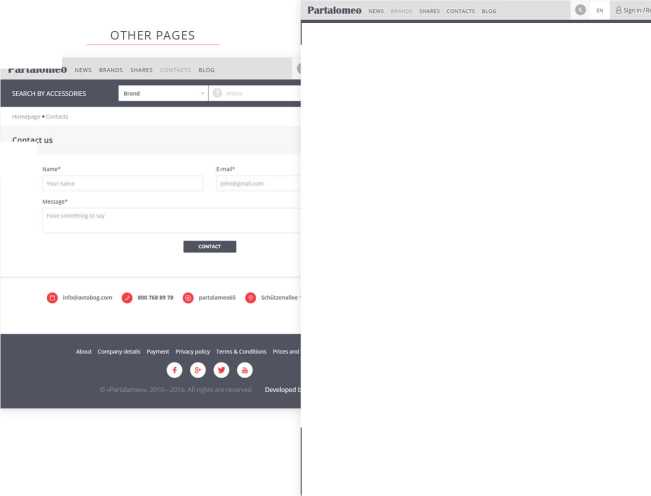 OTHER PAGES
Partalomeo NEWS BRANDS SHARES CONTACTS BLOG € EN Sign in
Partalomeo NEWS BRANDS SHARES CONTACTS BLOG
SEARCH BY ACCESSORIES Brand
Homepage • Contacts
Contact us
Name* E-mail*
Your name john@gmail.com
Message*
Have something to say
CONTACT
info@avtobog.com 800 768 89 78 partalomeo65 Schützenallee
About Company details Payment Privacy policy Terms & Conditions Prices and
© «Partalomeo», 2010—2016. All rights are reserved. Developed b